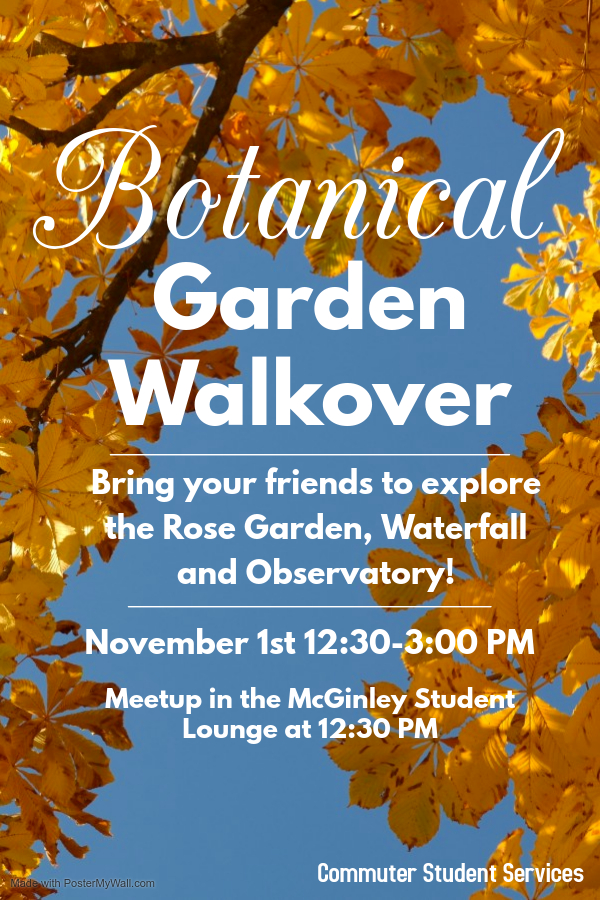 Botanical
Garden
Walkover
Bring your friends to explore
the Rose Garden, Waterfall
and Observatory!
November 1st 12:30-3:00 PM
Meetup in the McGinley Student
Lounge at 12:30 PM
Commuter Student Services
Made with PosterMyWall.com